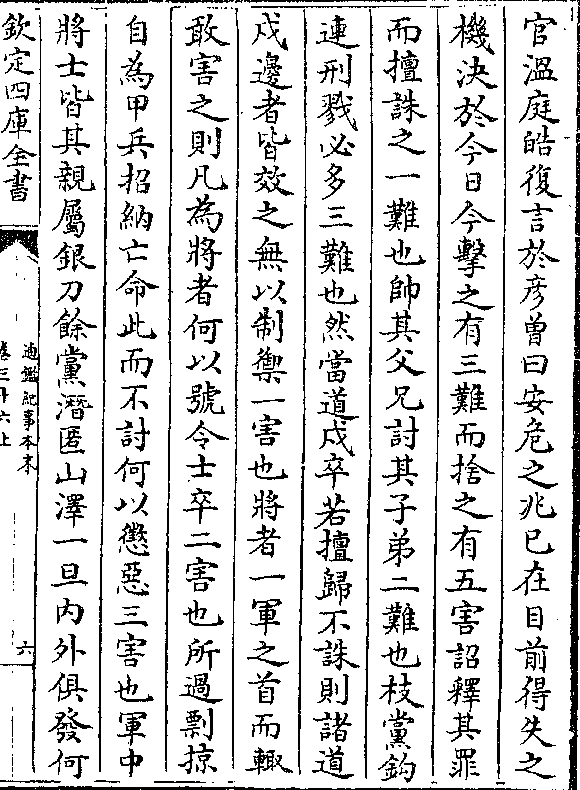 官溫庭皓復言於彦曾曰安危之兆已在目前得失之
機決於今日今擊之有三難而捨之有五害詔釋其罪
而擅誅之一難也帥其父兄討其子弟二難也枝黨鈎
連刑戮必多三難也然當道戍卒若擅歸不誅則諸道
戍邊者皆效之無以制禦一害也將者一軍之首而輙
敢害之則凡為將者何以號令士卒二害也所過剽掠
自為甲兵招納亡命此而不討何以懲惡三害也軍中
將士皆其親屬銀刀餘黨潛匿山澤一旦内外俱發何
欽定四庫全書
通鑑紀事本末
卷三十六上
六